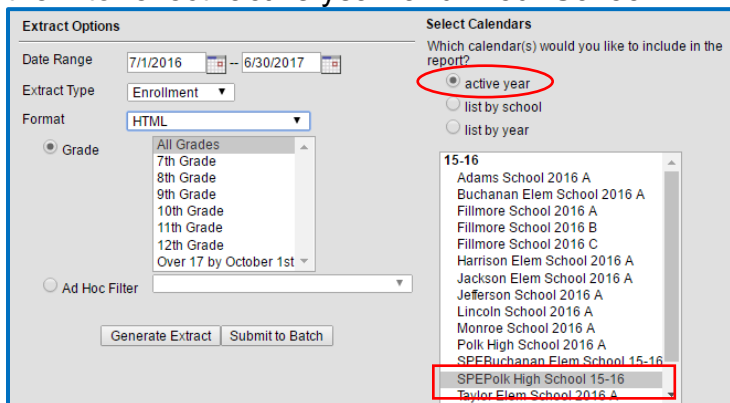 Extract Options
Date Range 7/1/2016 -- 6/30/2017
Extract Type Enrollment
Format HTML
Grade
All Grades
7th Grade
8th Grade
9th Grade
10th Grade
11th Grade
12th Grade
Over 17 by October 1st
Ad Hoc Filter
Generate Extract Submit to Batch
Select Calendars
Which calendar(s) would you like to include in the
report?
active year
list by school
list by year
15-16
Adams School 2016 A
Buchanan Elem School 2016 A
Fillmore School 2016 A
Fillmore School 2016 B
Fillmore School 2016 C
Harrison Elem School 2016 A
Jackson Elem School 2016 A
Jefferson School 2016 A
Lincoln School 2016 A
Monroe School 2016 A
Polk High School 2016 A
SPEBuchanan Elem School 15-16
SPEPolk High School 15-16
Taylor Elem School 2016 A